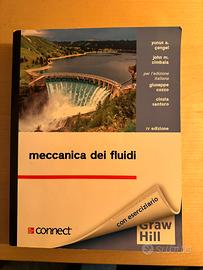 yunus a.
çengel
john m.
cimbala
per l'edizione
italiana
giuseppe
cozzo
cinzia
santoro
IV edizione
meccanica dei fluidi
connect
con eserciziario
Graw
Hill